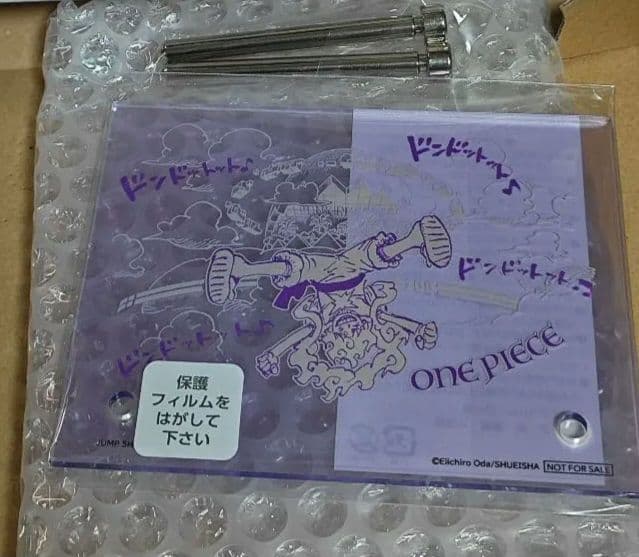 ドンドットット♪
ドンドットット♪
ドンドットット♫
ドンドットット♪
ONE PIECE
保護
フィルムを
はがして
下さい
JUMP SH
©Eiichiro Oda/SHUEISHA NOT FOR SALE